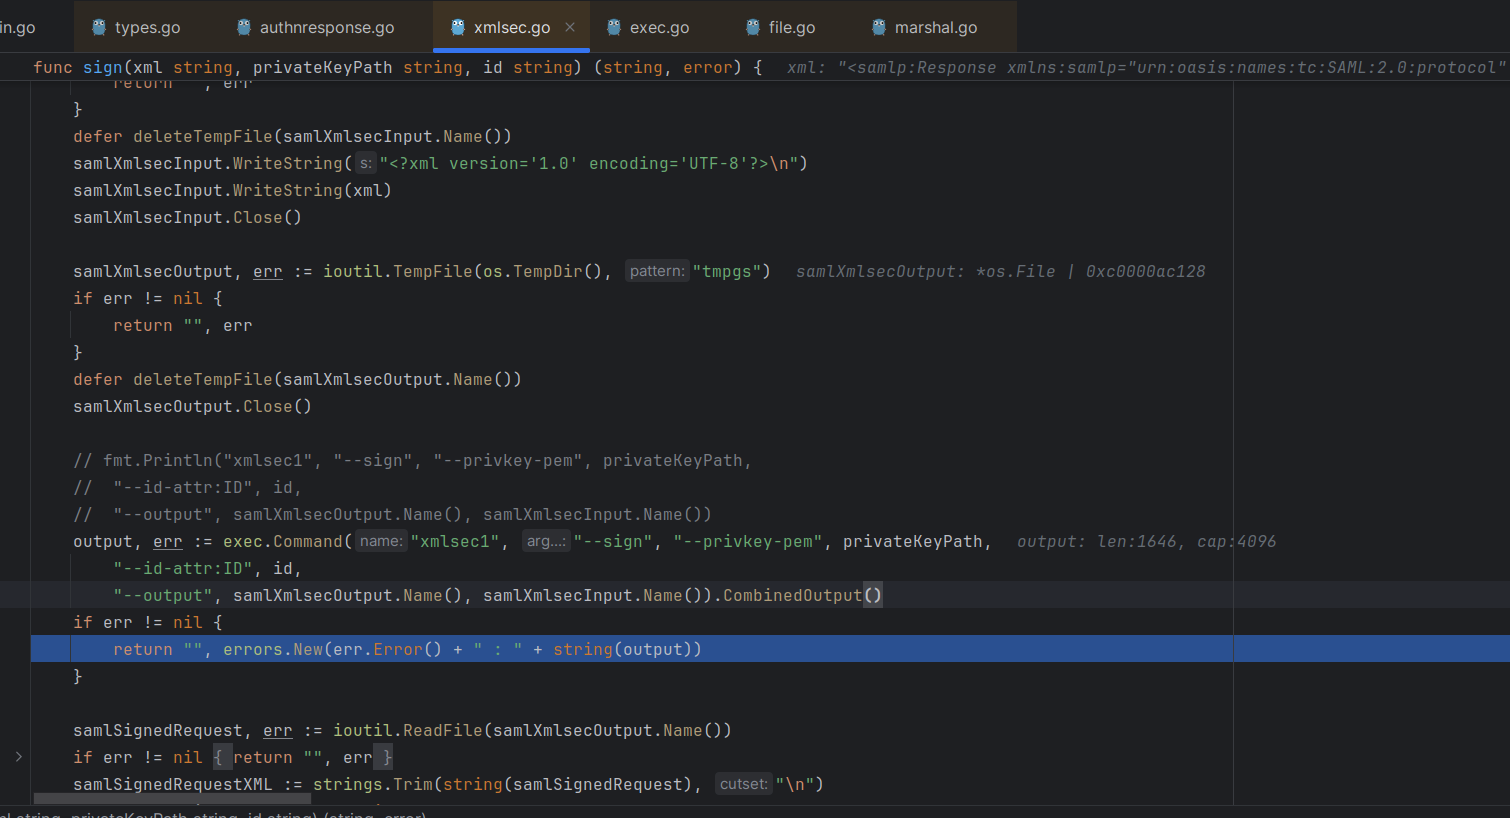 in.go types.go authnresponse.go xmlsec.go × exec.go file.go marshal.go
func sign(xml string, privateKeyPath string, id string) (string, error) { xml: "<samlp:Response xmlns:samlp="urn:oasis:names:tc:SAML:2.0:protocol"
return "", err
}
defer deleteTempFile(samlXmlsecInput.Name())
samlXmlsecInput.WriteString( s: "<?xml version='1.0' encoding='UTF-8'?>\n")
samlXmlsecInput.WriteString(xml)
samlXmlsecInput.Close()
samlXmlsecOutput, err := ioutil.TempFile(os.TempDir(), pattern: "tmpgs") samlXmlsecOutput: *os.File | 0xc0000ac128
if err != nil {
return "", err
}
defer deleteTempFile(samlXmlsecOutput.Name())
samlXmlsecOutput.Close()
// fmt.Println("xmlsec1", "--sign", "--privkey-pem", privateKeyPath,
// "--id-attr:ID", id,
// "--output", samlXmlsecOutput.Name(), samlXmlsecInput.Name())
output, err := exec.Command( name: "xmlsec1", arg...: "--sign", "--privkey-pem", privateKeyPath, output: len:1646, cap:4096
"--id-attr:ID", id,
"--output", samlXmlsecOutput.Name(), samlXmlsecInput.Name()).CombinedOutput()
if err != nil {
return "", errors.New(err.Error() + " : " + string(output))
}
samlSignedRequest, err := ioutil.ReadFile(samlXmlsecOutput.Name())
if err != nil { return "", err }
samlSignedRequestXML := strings.Trim(string(samlSignedRequest), cutset: "\n")
ml string, privateKeyPath string, id string) (string, error)